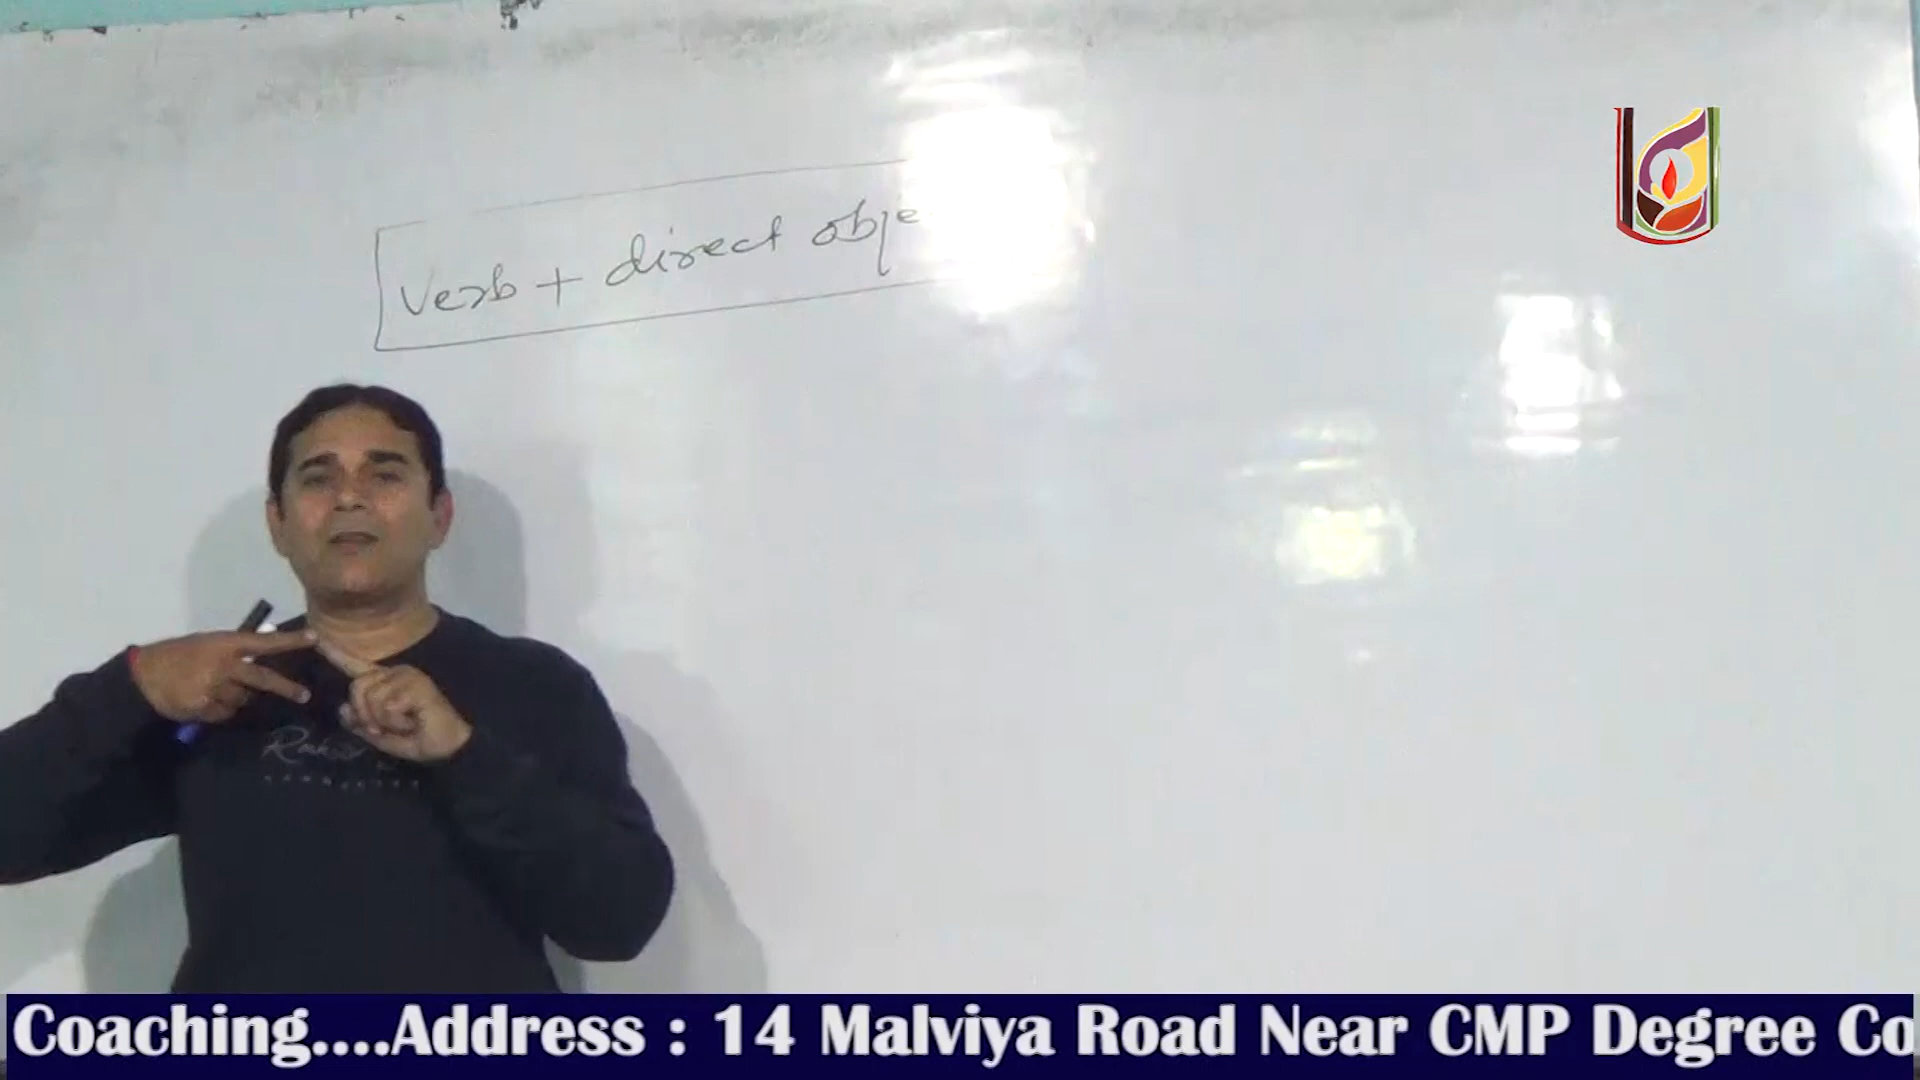 verb + direct obje
Coaching....Address : 14 Malviya Road Near CMP Degree Co